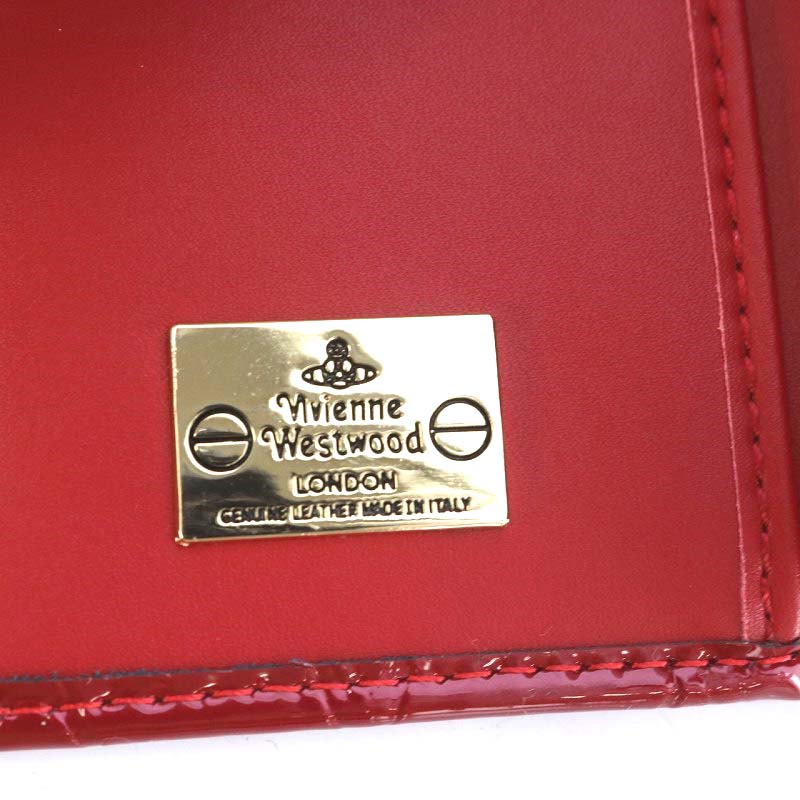 Vivienne
Westwood
LONDON
GENUINE LEATHER MADE IN ITALY